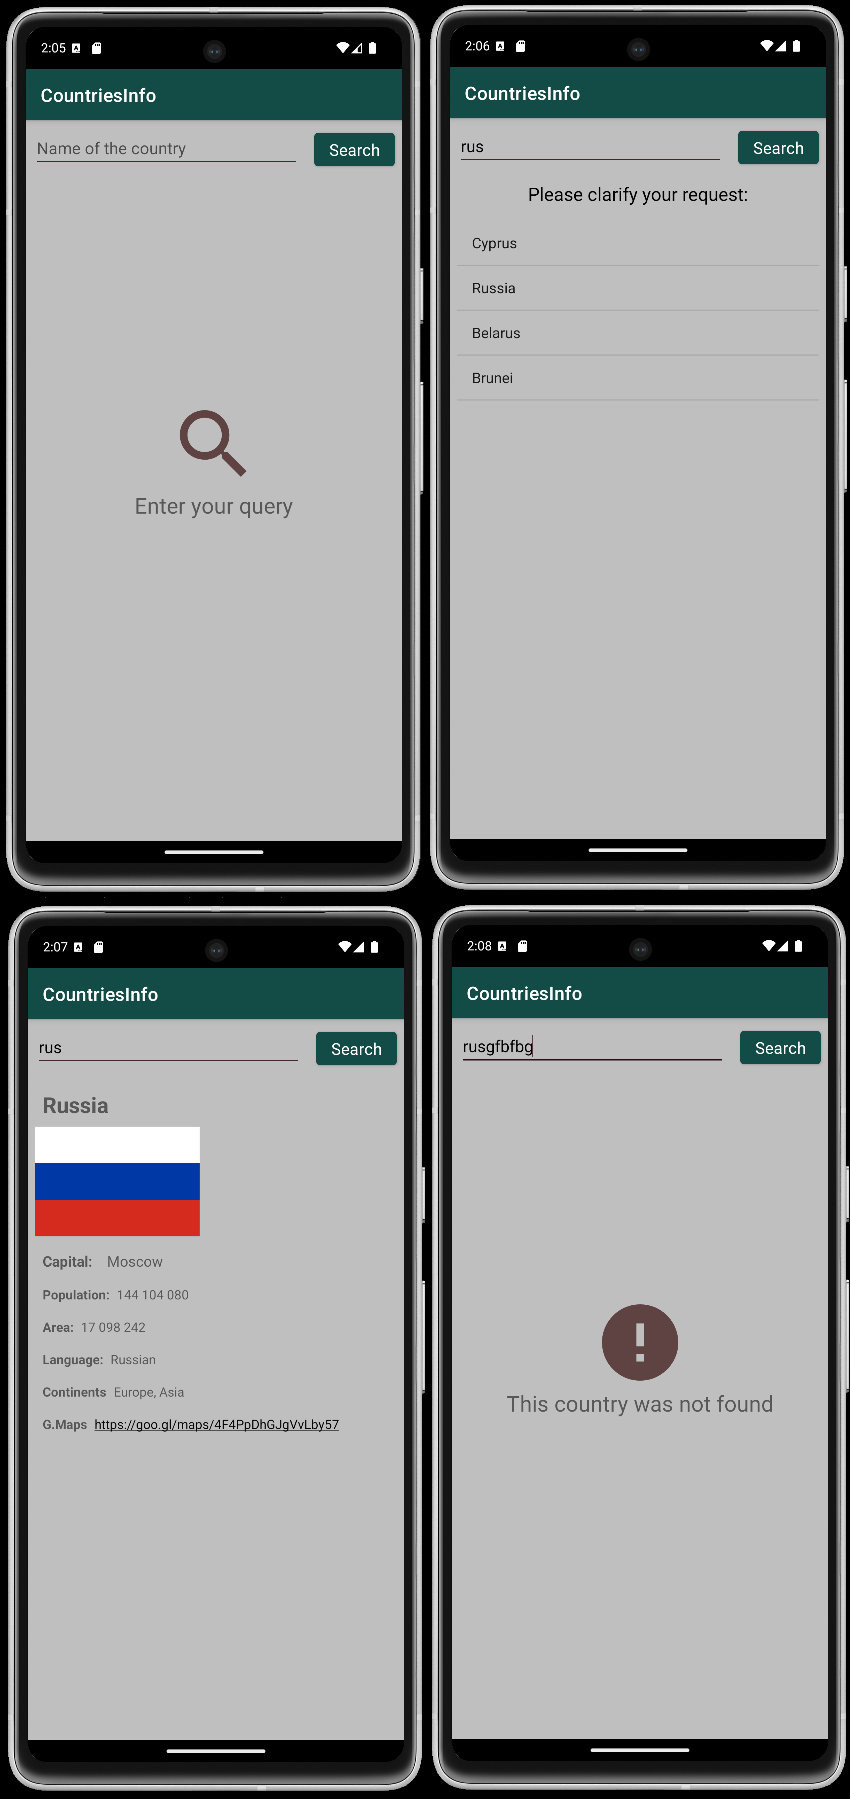 2:05
CountriesInfo
Name of the country
Search
Enter your query
2:06
CountriesInfo
rus
Search
Please clarify your request:
Cyprus
Russia
Belarus
Brunei
2:07
CountriesInfo
rus
Search
Russia
Capital: Moscow
Population: 144 104 080
Area: 17 098 242
Language: Russian
Continents Europe, Asia
G.Maps https://goo.gl/maps/4F4PpDhGJgVvLby57
2:08
CountriesInfo
rusgfbfbg
Search
This country was not found